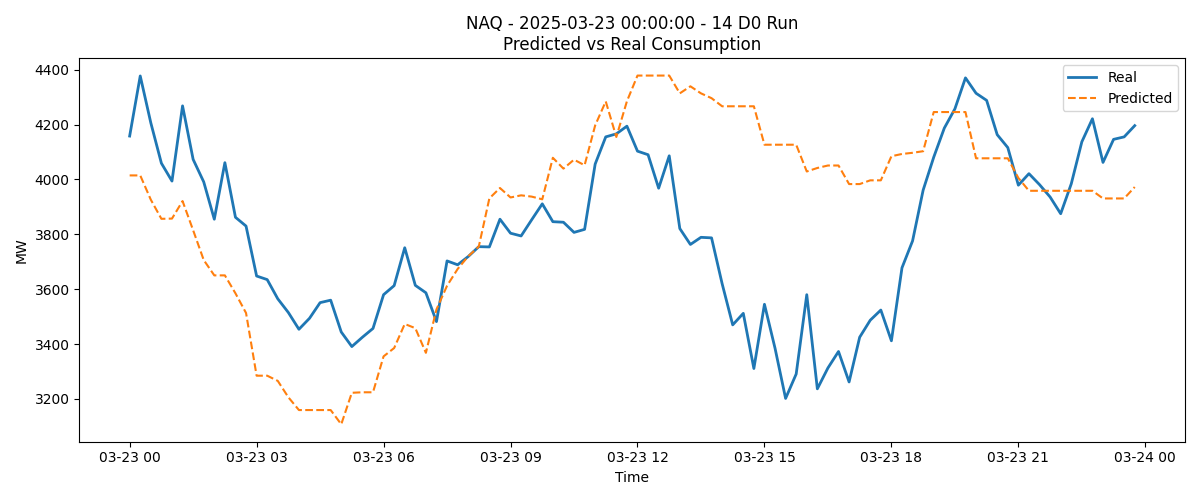 NAQ - 2025-03-23 00:00:00 - 14 D0 Run
Predicted vs Real Consumption
Real
Predicted
MW
4400
4200
4000
3800
3600
3400
3200
03-23 00
03-23 03
03-23 06
03-23 09
03-23 12
03-23 15
03-23 18
03-23 21
03-24 00
Time